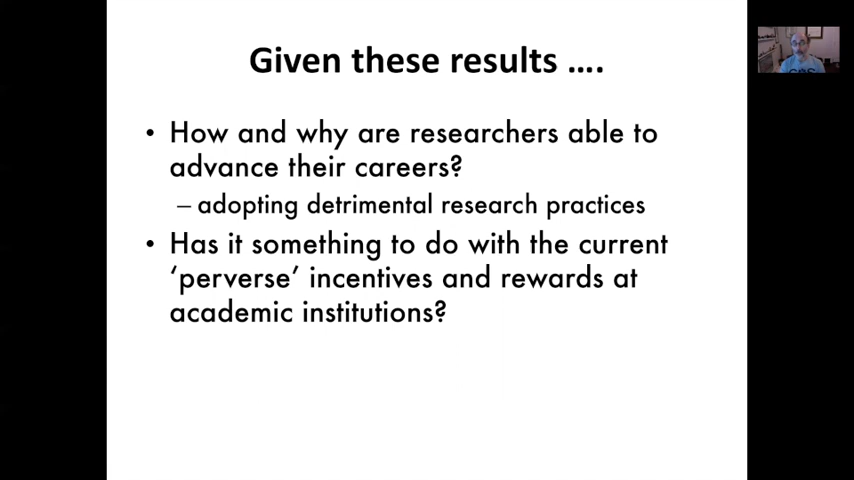 Given these results ....
• How and why are researchers able to
advance their careers?
– adopting detrimental research practices
• Has it something to do with the current
‘perverse’ incentives and rewards at
academic institutions?